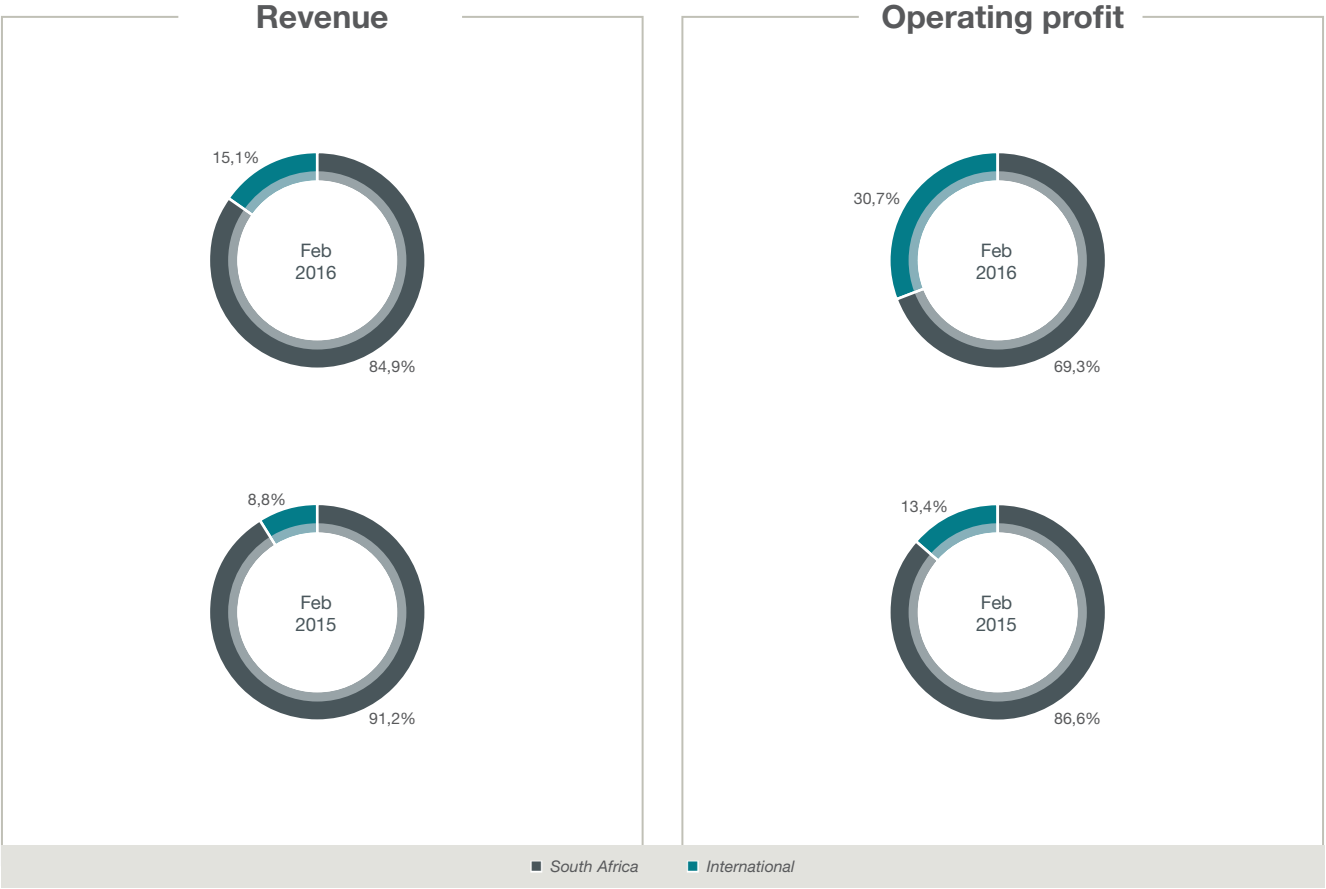 Revenue
15,1%
Feb
2016
84,9%
8,8%
Feb
2015
91,2%
Operating profit
30,7%
Feb
2016
69,3%
13,4%
Feb
2015
86,6%
South Africa
International